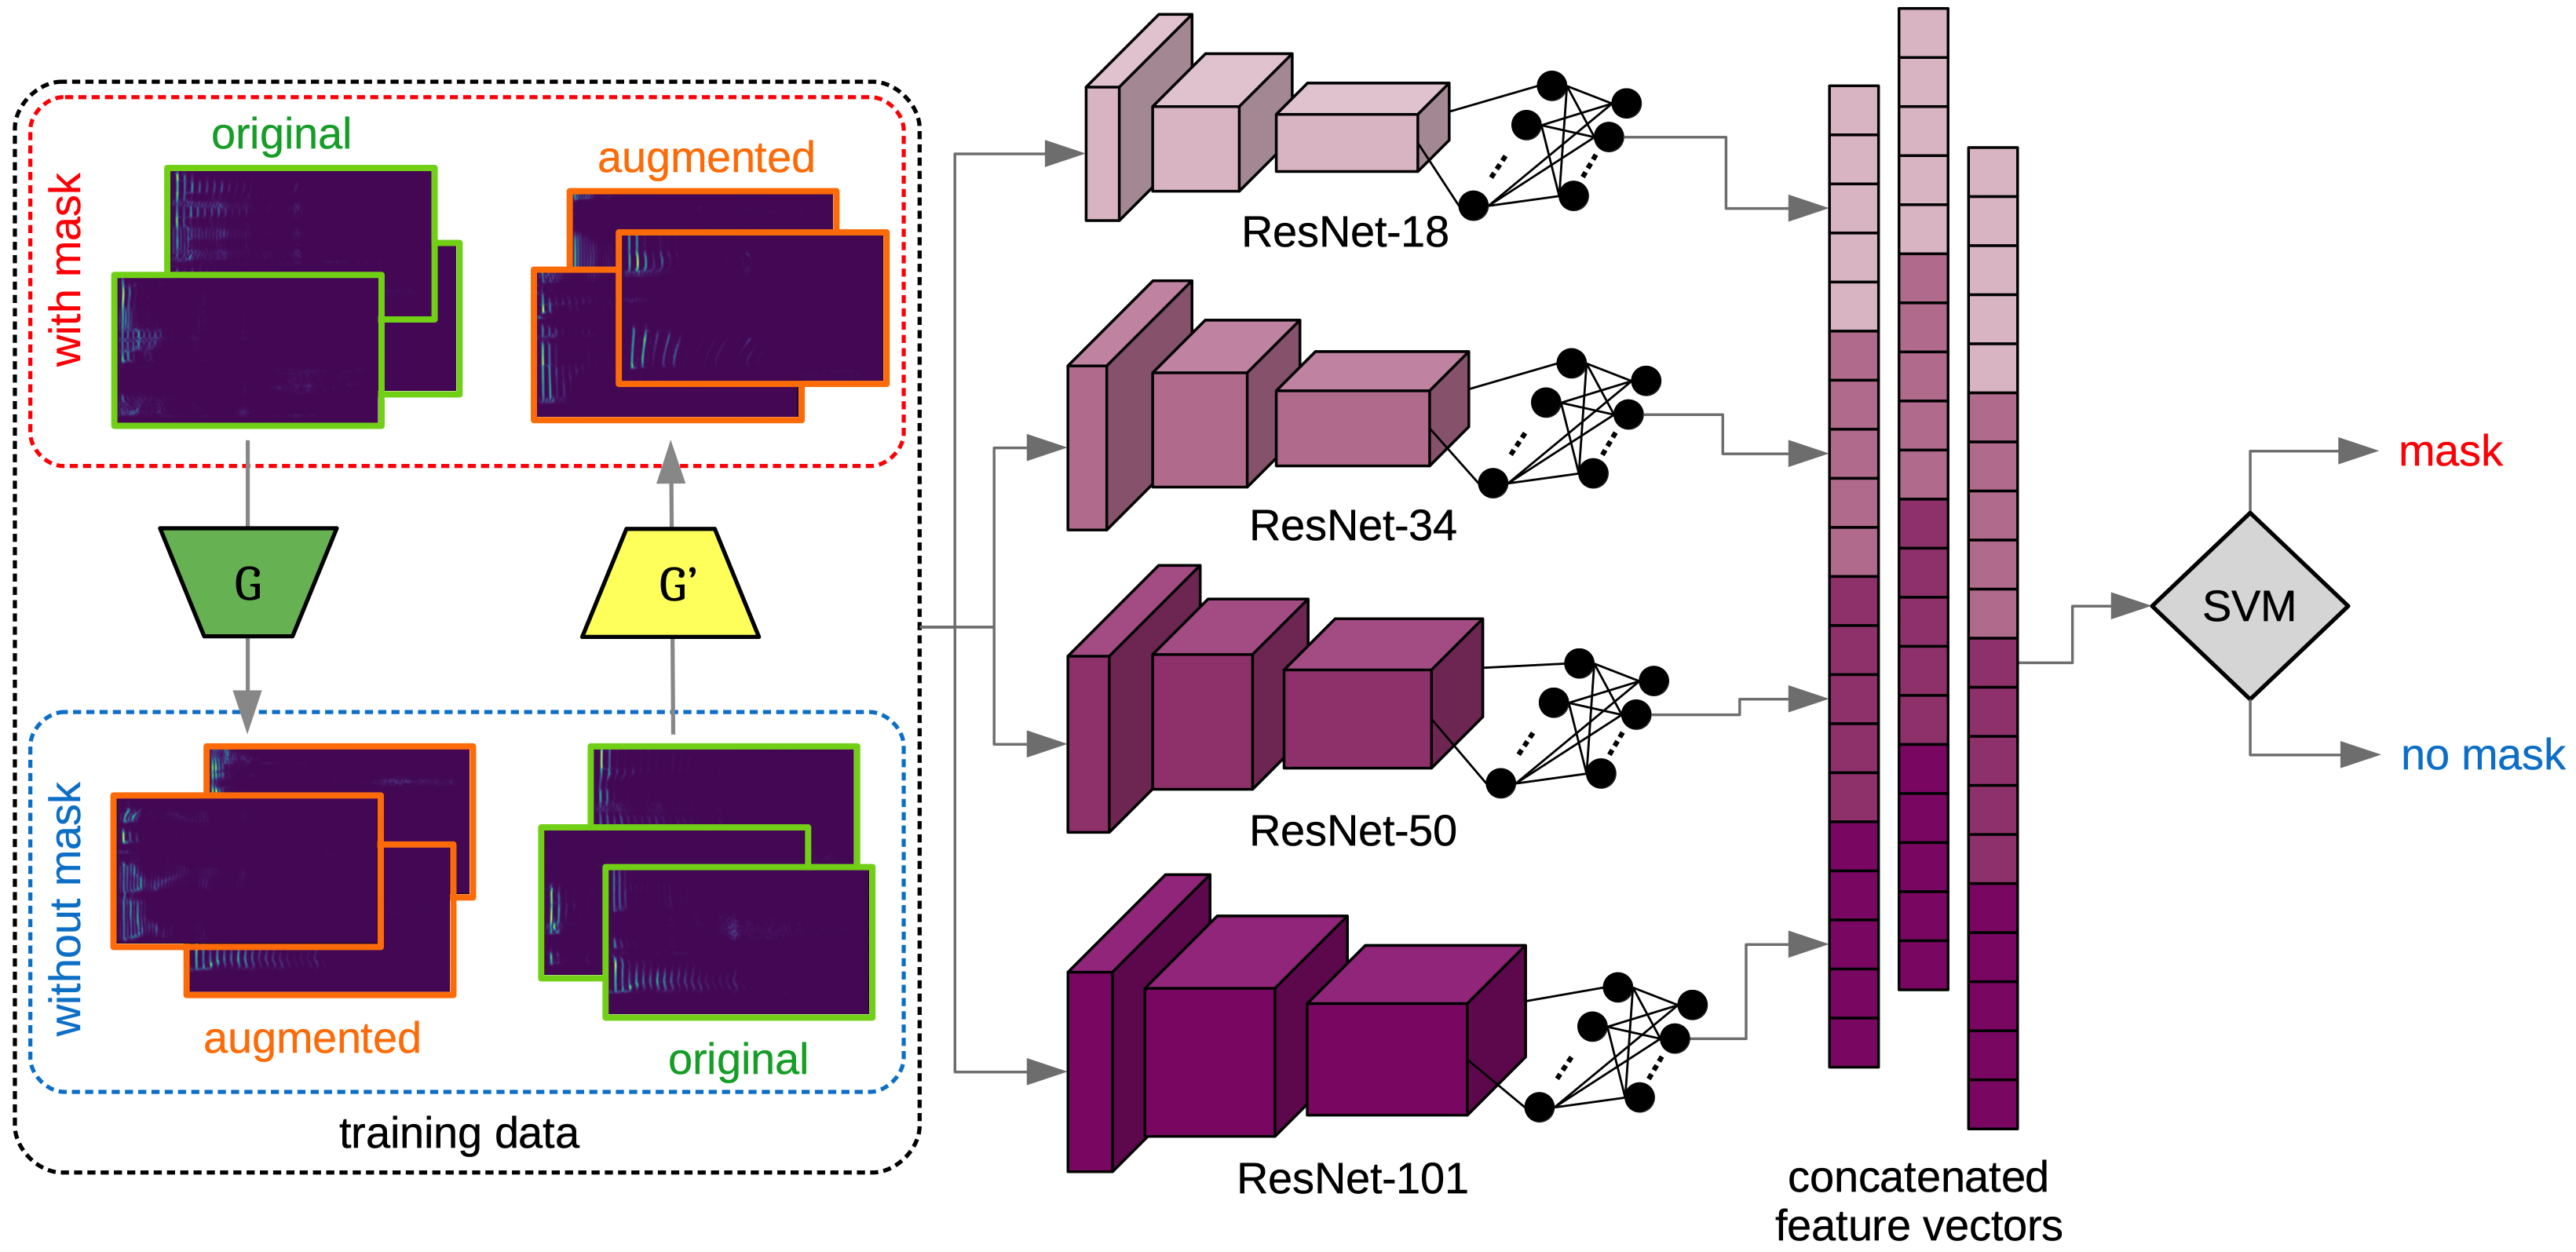 with mask
original
augmented
G
G’
without mask
augmented
original
training data
ResNet-18
ResNet-34
ResNet-50
ResNet-101
concatenated
feature vectors
SVM
mask
no mask